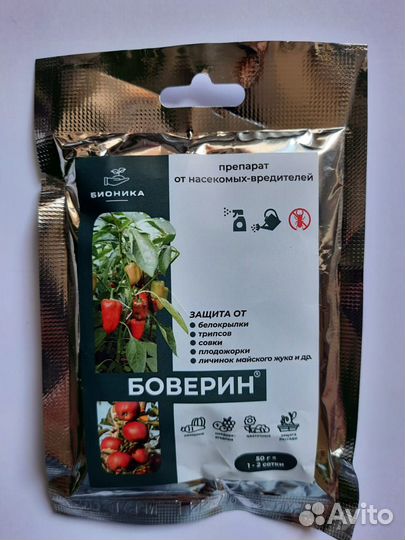 БИОНИКА
препарат
от насекомых-вредителей
ЗАЩИТА ОТ
белокрылки
трипсов
совки
плодожорки
личинок майского жука и др.
БОВЕРИН
50 г
1 - 2 сотки
Avito